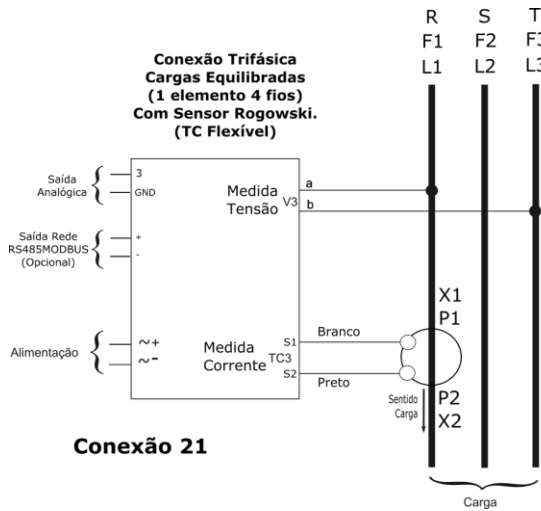 R S T
F1 F2 F3
L1 L2 L3
Conexão Trifásica
Cargas Equilibradas
(1 elemento 4 fios)
Com Sensor Rogowski.
(TC Flexível)
Saída
Analógica
3
GND
Medida
Tensão
V3
a
b
Saída Rede
RS485MODBUS
(Opcional)
+
-
Alimentação
~+
~-
Medida
Corrente
TC3
S1
S2
Branco
Preto
X1
P1
Sentido
Carga
P2
X2
Conexão 21
Carga